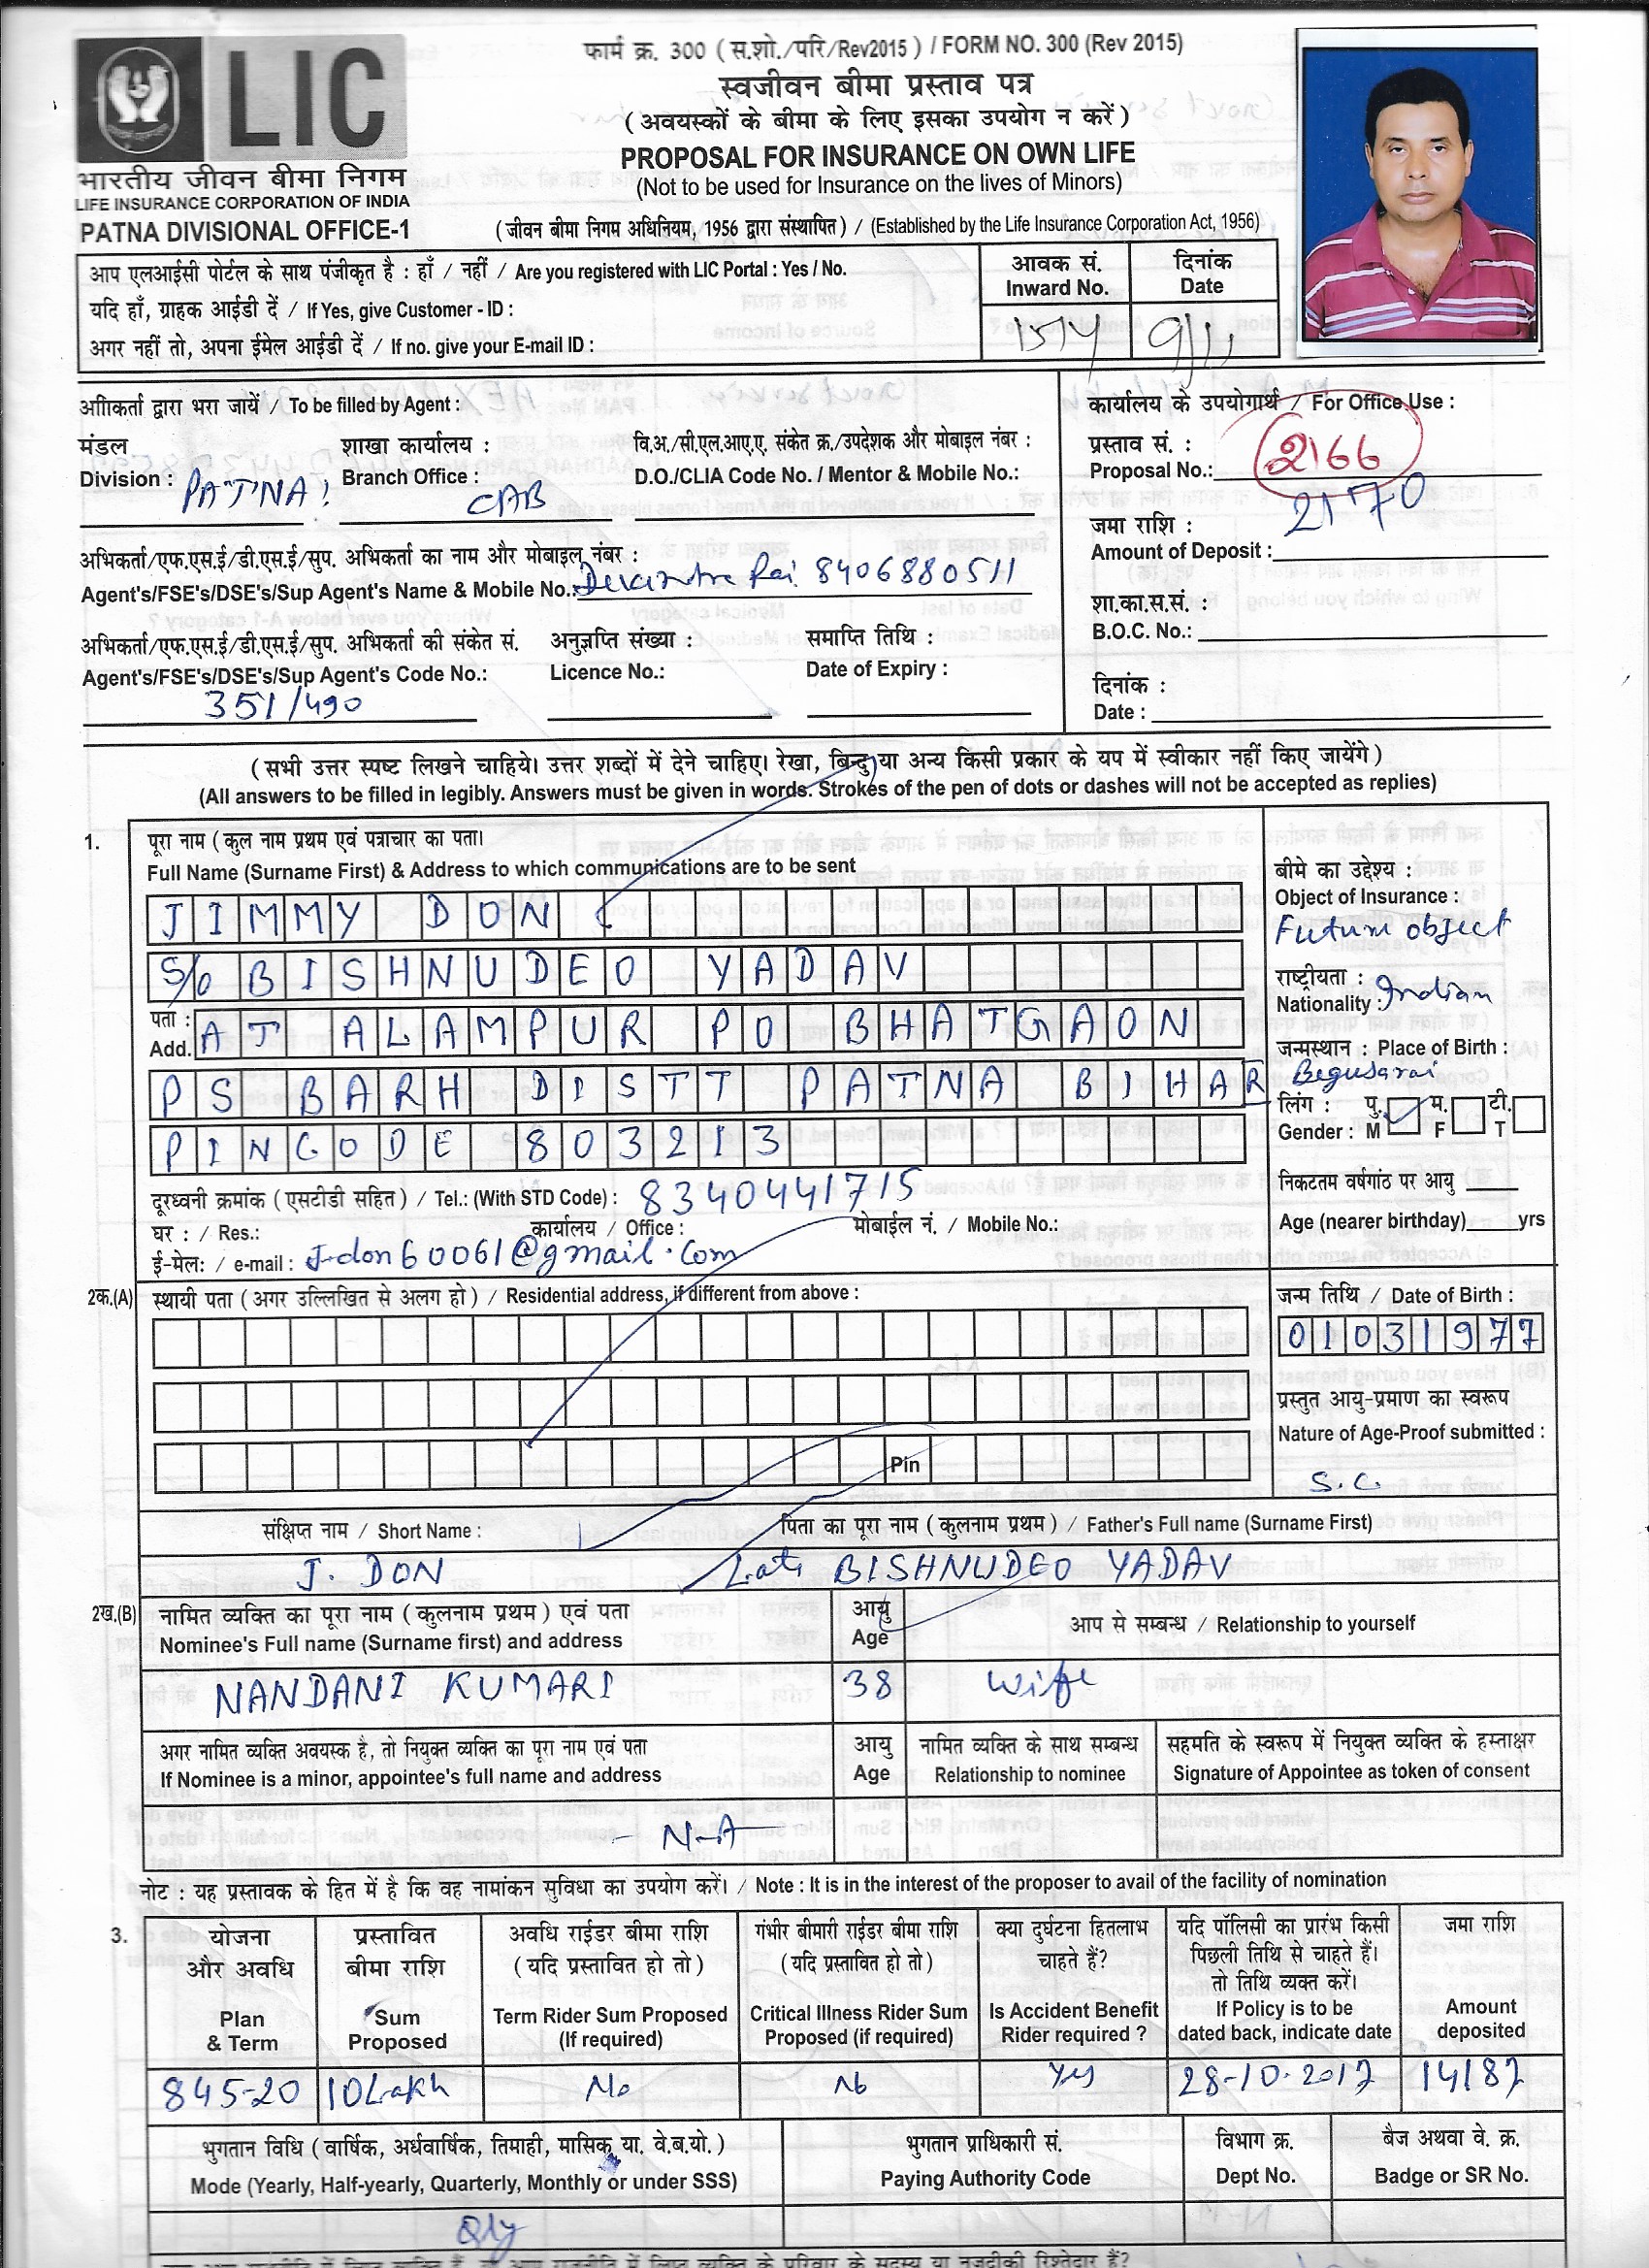 फार्म क्र. 300 ( स.शो./परि/Rev2015 ) / FORM NO. 300 (Rev 2015)
स्वजीवन बीमा प्रस्ताव पत्र
( अवयस्कों के बीमा के लिए इसका उपयोग न करें )
PROPOSAL FOR INSURANCE ON OWN LIFE
(Not to be used for Insurance on the lives of Minors)
( जीवन बीमा निगम अधिनियम, 1956 द्वारा संस्थापित ) / (Established by the Life Insurance Corporation Act, 1956)
LIC
भारतीय जीवन बीमा निगम
LIFE INSURANCE CORPORATION OF INDIA
PATNA DIVISIONAL OFFICE-1
आप एलआईसी पोर्टल के साथ पंजीकृत है : हाँ / नहीं / Are you registered with LIC Portal : Yes / No.
यदि हाँ, ग्राहक आईडी दें / If Yes, give Customer - ID :
अगर नहीं तो, अपना ईमेल आईडी दें / If no. give your E-mail ID :
आवक सं. दिनांक
Inward No. Date
अभिकर्ता द्वारा भरा जायें / To be filled by Agent :
मंडल शाखा कार्यालय : वि.अ./सी.एल.आए.ए. संकेत क्र./उपदेशक और मोबाइल नंबर :
Division : PATNA 1 Branch Office : CAB D.O./CLIA Code No. / Mentor & Mobile No.:
अभिकर्ता/एफ.एस.ई/डी.एस.ई/सुप. अभिकर्ता का नाम और मोबाइल नंबर :
Agent's/FSE's/DSE's/Sup Agent's Name & Mobile No.: Rai 8406880511
अभिकर्ता/एफ.एस.ई/डी.एस.ई/सुप. अभिकर्ता की संकेत सं. अनुज्ञप्ति संख्या : समाप्ति तिथि :
Agent's/FSE's/DSE's/Sup Agent's Code No.: Licence No.: Date of Expiry :
351/490
कार्यालय के उपयोगार्थ / For Office Use :
प्रस्ताव सं. :
Proposal No.: 2166
2170
जमा राशि :
Amount of Deposit :
शा.का.स.सं. :
B.O.C. No.:
दिनांक :
Date :
( सभी उत्तर स्पष्ट लिखने चाहिये। उत्तर शब्दों में देने चाहिए। रेखा, बिन्दु या अन्य किसी प्रकार के यप में स्वीकार नहीं किए जायेंगे )
(All answers to be filled in legibly. Answers must be given in words. Strokes of the pen of dots or dashes will not be accepted as replies)
1. पूरा नाम ( कुल नाम प्रथम एवं पत्राचार का पता।
Full Name (Surname First) & Address to which communications are to be sent
JIMMY DON
S/O BISHNUDEO YADAV
पता :
Add. AT ALAMPUR PO BHATGAON
PS BARH DISTT PATNA BIHAR
PINCODE 803213
दूरध्वनी क्रमांक ( एसटीडी सहित ) / Tel.: (With STD Code) : 8340441715
घर : / Res.: कार्यालय / Office : मोबाईल नं. / Mobile No.:
ई-मेल: / e-mail : J.don60061@gmail.com
बीमे का उद्देश्य :
Object of Insurance :
Future object
राष्ट्रीयता :
Nationality : Indian
जन्मस्थान : Place of Birth :
Begusarai
लिंग : पु. म. टी.
Gender : M F T
निकटतम वर्षगांठ पर आयु
Age (nearer birthday) yrs
2क.(A) स्थायी पता ( अगर उल्लिखित से अलग हो ) / Residential address, if different from above :
Pin
जन्म तिथि / Date of Birth :
01031977
प्रस्तुत आयु-प्रमाण का स्वरूप
Nature of Age-Proof submitted :
S.C.
संक्षिप्त नाम / Short Name : पिता का पूरा नाम ( कुलनाम प्रथम ) / Father's Full name (Surname First)
J. DON Late BISHNUDEO YADAV
2ख.(B) नामित व्यक्ति का पूरा नाम ( कुलनाम प्रथम ) एवं पता आयु आप से सम्बन्ध / Relationship to yourself
Nominee's Full name (Surname first) and address Age
NANDANI KUMARI 38 Wife
अगर नामित व्यक्ति अवयस्क है, तो नियुक्त व्यक्ति का पूरा नाम एवं पता आयु नामित व्यक्ति के साथ सम्बन्ध सहमति के स्वरूप में नियुक्त व्यक्ति के हस्ताक्षर
If Nominee is a minor, appointee's full name and address Age Relationship to nominee Signature of Appointee as token of consent
- N-A
नोट : यह प्रस्तावक के हित में है कि वह नामांकन सुविधा का उपयोग करें। / Note : It is in the interest of the proposer to avail of the facility of nomination
3. योजना और अवधि प्रस्तावित बीमा राशि अवधि राईडर बीमा राशि ( यदि प्रस्तावित हो तो ) गंभीर बीमारी राईडर बीमा राशि ( यदि प्रस्तावित हो तो ) क्या दुर्घटना हितलाभ चाहते हैं? यदि पॉलिसी का प्रारंभ किसी पिछली तिथि से चाहते हैं। तो तिथि व्यक्त करें। जमा राशि
Plan & Term Sum Proposed Term Rider Sum Proposed (If required) Critical Illness Rider Sum Proposed (if required) Is Accident Benefit Rider required ? If Policy is to be dated back, indicate date Amount deposited
845-20 10 Lakh No No Yes 28-10-2017 14187
भुगतान विधि ( वार्षिक, अर्धवार्षिक, तिमाही, मासिक या. वे.ब.यो. ) भुगतान प्राधिकारी सं. विभाग क्र. बैज अथवा वे. क्र.
Mode (Yearly, Half-yearly, Quarterly, Monthly or under SSS) Paying Authority Code Dept No. Badge or SR No.
Qly